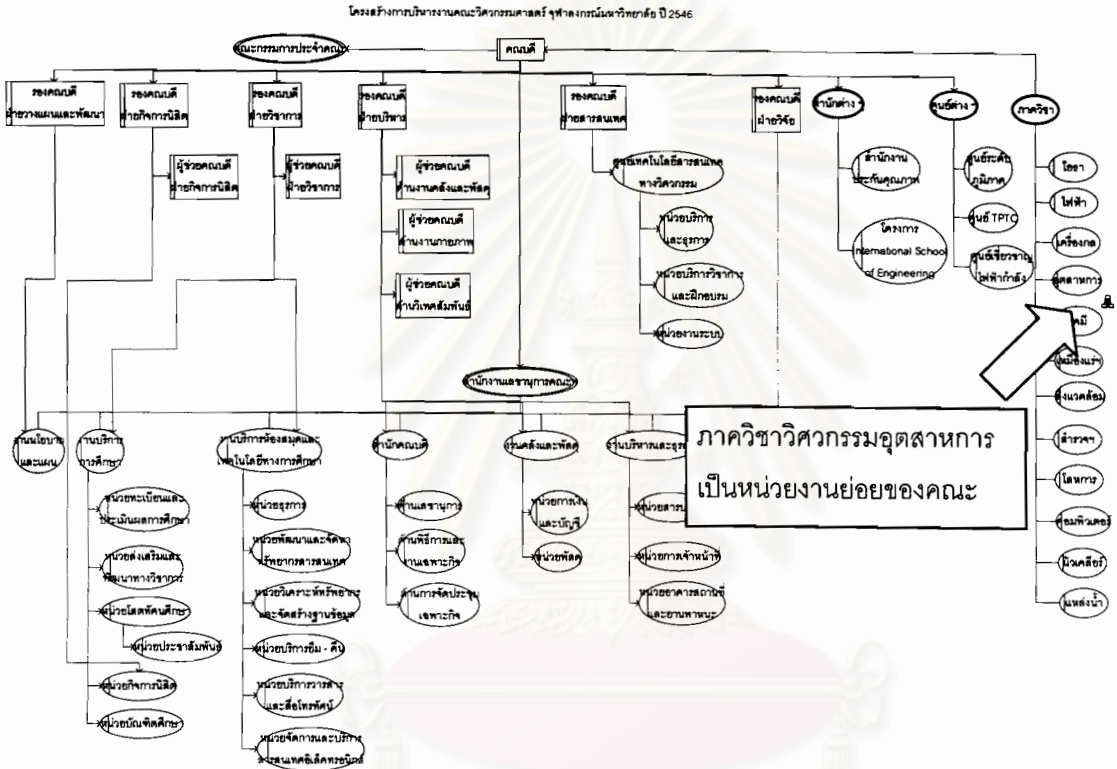 โครงสร้างการบริหารงานคณะวิศวกรรมศาสตร์ จุฬาลงกรณ์มหาวิทยาลัย ปี 2546
คณะกรรมการประจำคณะ
คณบดี
รองคณบดี
ฝ่ายวางแผนและพัฒนา
รองคณบดี
ฝ่ายกิจการนิสิต
รองคณบดี
ฝ่ายวิชาการ
รองคณบดี
ฝ่ายบริหาร
รองคณบดี
ฝ่ายสารสนเทศ
รองคณบดี
ฝ่ายวิจัย
สำนักต่าง ๆ
ศูนย์ต่าง ๆ
ภาควิชา
ผู้ช่วยคณบดี
ฝ่ายกิจการนิสิต
ผู้ช่วยคณบดี
ฝ่ายวิชาการ
ผู้ช่วยคณบดี
ด้านงานคลังและพัสดุ
ผู้ช่วยคณบดี
ด้านงานกายภาพ
ผู้ช่วยคณบดี
ด้านวิเทศสัมพันธ์
ศูนย์เทคโนโลยีสารสนเทศ
ทางวิศวกรรม
หน่วยบริการ
และธุรการ
หน่วยบริการวิชาการ
และฝึกอบรม
หน่วยงานระบบ
สำนักงาน
ประกันคุณภาพ
โครงการ
International School
of Engineering
ศูนย์ระดับ
ภูมิภาค
ศูนย์ TPTC
ศูนย์เชี่ยวชาญ
ไฟฟ้ากำลัง
โยธา
ไฟฟ้า
เครื่องกล
อุตสาหการ
เคมี
เหมืองแร่ฯ
สิ่งแวดล้อม
สำรวจฯ
โลหการ
คอมพิวเตอร์
นิวเคลียร์
แหล่งน้ำ
ภาควิชาวิศวกรรมอุตสาหการ
เป็นหน่วยงานย่อยของคณะ
สำนักงานเลขานุการคณะฯ
งานนโยบาย
และแผน
งานบริการ
การศึกษา
งานบริการห้องสมุดและ
เทคโนโลยีทางการศึกษา
สำนักคณบดี
งานคลังและพัสดุ
งานบริหารและธุร
หน่วยทะเบียนและ
ประเมินผลการศึกษา
หน่วยส่งเสริมและ
พัฒนาทางวิชาการ
หน่วยโสตทัศนศึกษา
หน่วยประชาสัมพันธ์
หน่วยกิจการนิสิต
หน่วยบัณฑิตศึกษา
หน่วยธุรการ
หน่วยพัฒนาและจัดหา
ทรัพยากรสารสนเทศ
หน่วยวิเคราะห์ทรัพยากร
และจัดสร้างฐานข้อมูล
หน่วยบริการยืม - คืน
หน่วยบริการวารสาร
และสื่อโทรทัศน์
หน่วยจัดการและบริการ
สารสนเทศอิเล็คทรอนิกส์
ด้านเลขานุการ
ด้านพิธีการและ
งานเฉพาะกิจ
ด้านการจัดประชุม
เฉพาะกิจ
หน่วยการเงิน
และบัญชี
หน่วยพัสดุ
หน่วยสารบ
หน่วยการเจ้าหน้าที่
หน่วยอาคารสถานที่
และยานพาหนะ